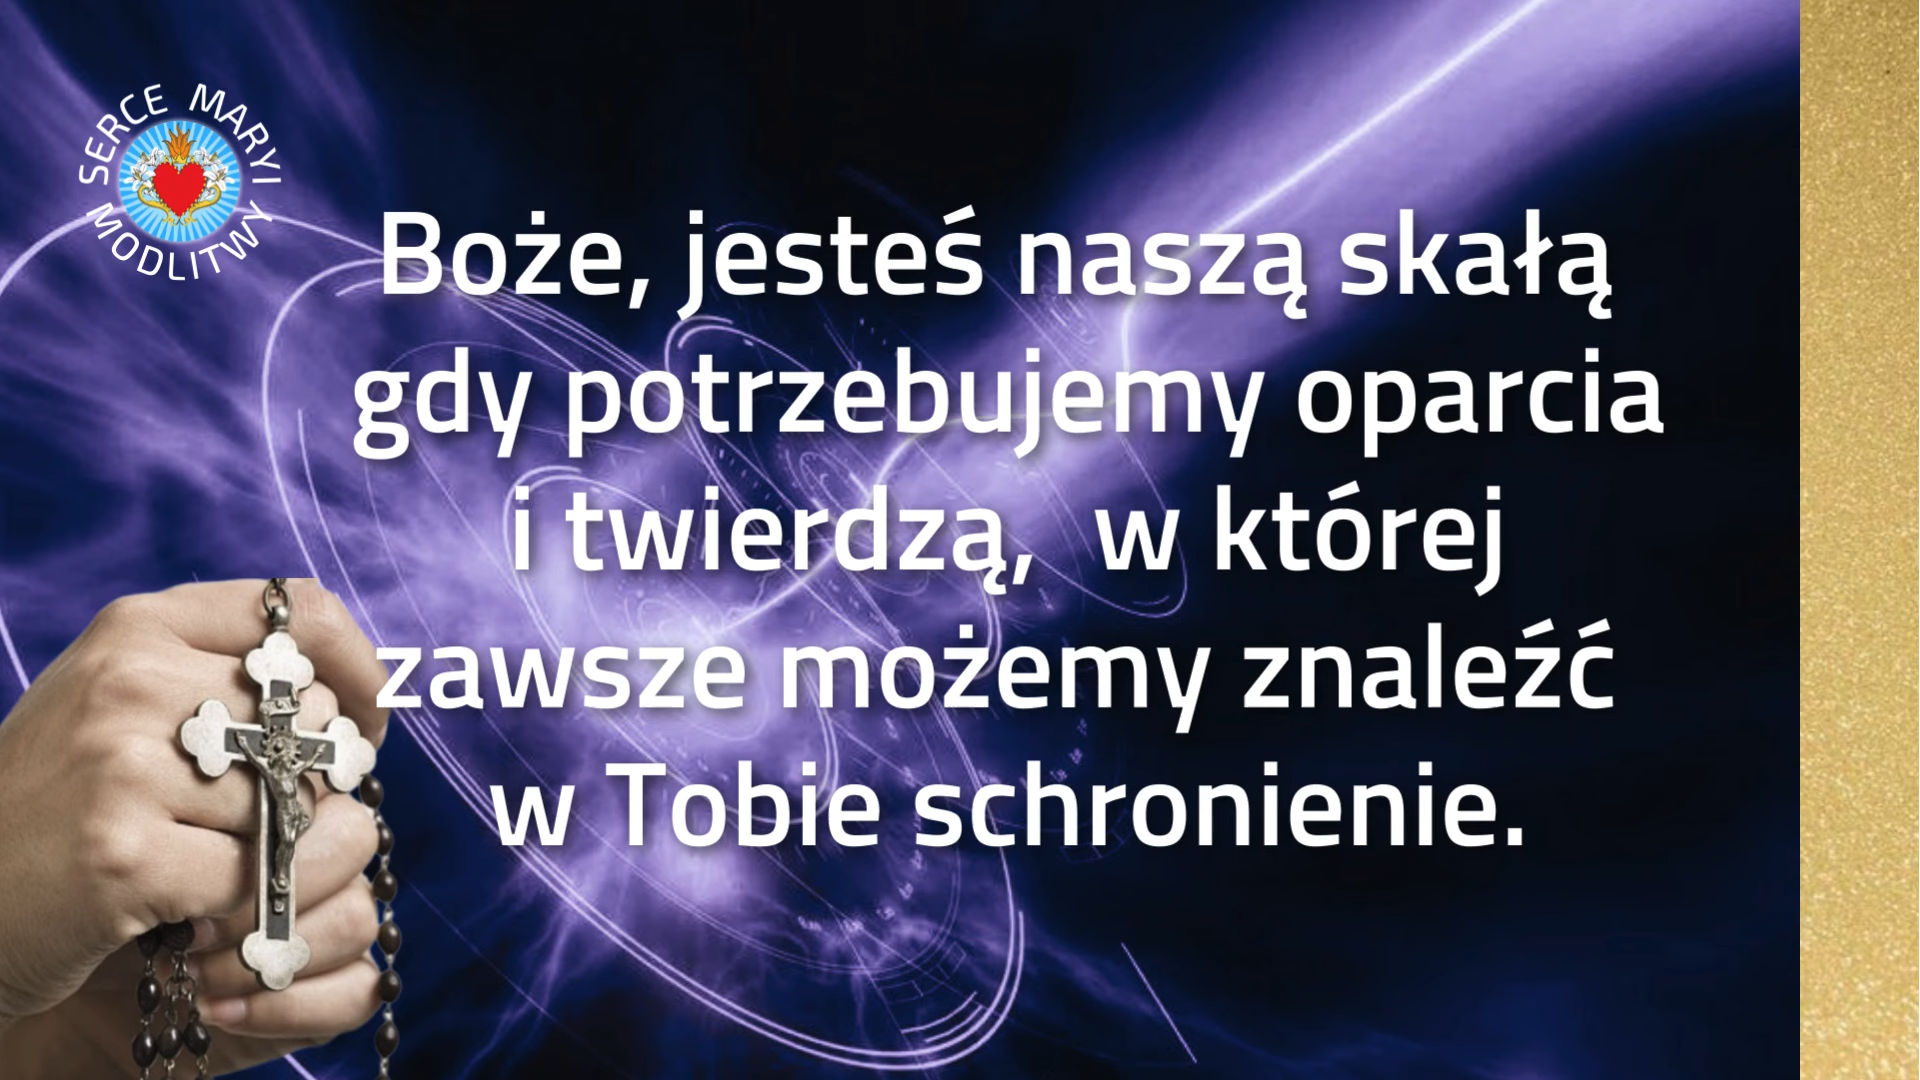 SERCE MARYI
MODLITWY
Boże, jesteś naszą skałą
gdy potrzebujemy oparcia
i twierdzą, w której
zawsze możemy znaleźć
w Tobie schronienie.